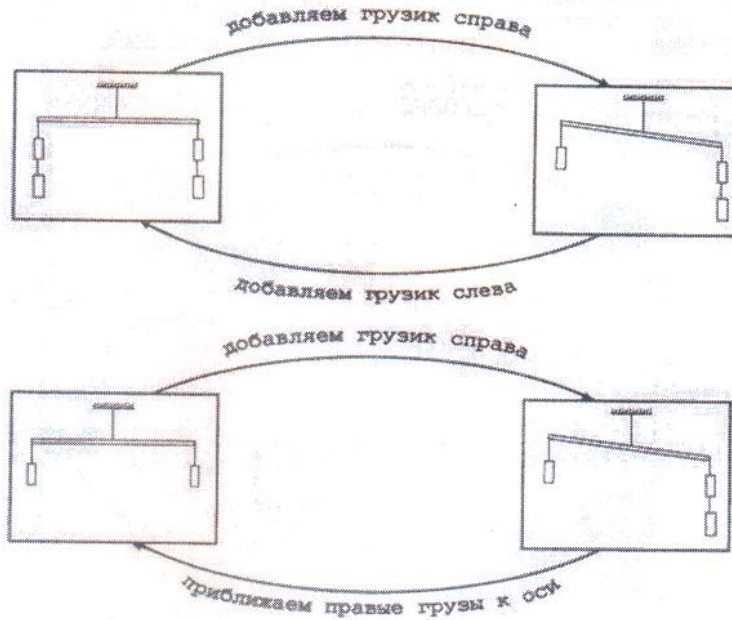 добавляем грузик справа
добавляем грузик слева
добавляем грузик справа
приближаем правые грузы к оси